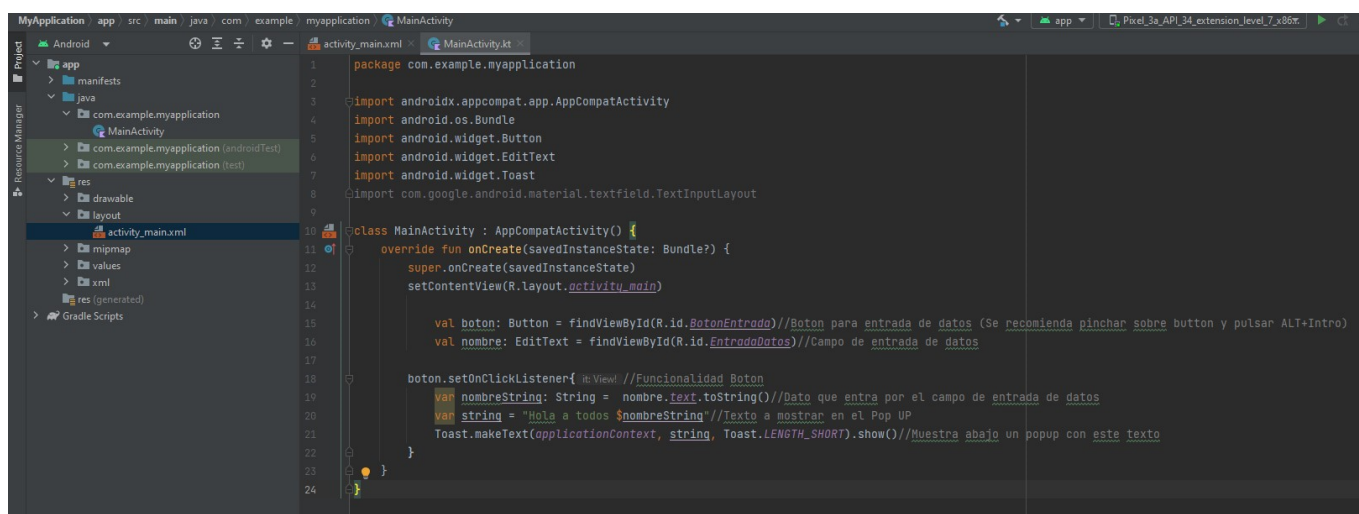 MyApplication app src main java com example myapplication MainActivity app Pixel_3a_API_34_extension_level_7_x86
Project
Resource Manager
Android
activity_main.xml
MainActivity.kt
app
manifests
java
com.example.myapplication
MainActivity
com.example.myapplication (androidTest)
com.example.myapplication (test)
res
drawable
layout
activity_main.xml
mipmap
values
xml
res (generated)
Gradle Scripts
1 package com.example.myapplication
2
3 import androidx.appcompat.app.AppCompatActivity
4 import android.os.Bundle
5 import android.widget.Button
6 import android.widget.EditText
7 import android.widget.Toast
8 import com.google.android.material.textfield.TextInputLayout
9
10 class MainActivity : AppCompatActivity() {
11 override fun onCreate(savedInstanceState: Bundle?) {
12 super.onCreate(savedInstanceState)
13 setContentView(R.layout.activity_main)
14
15 val boton: Button = findViewById(R.id.BotonEntrada)//Boton para entrada de datos (Se recomienda pinchar sobre button y pulsar ALT+Intro)
16 val nombre: EditText = findViewById(R.id.EntradaDatos)//Campo de entrada de datos
17
18 boton.setOnClickListener{ it: View! //Funcionalidad Boton
19 var nombreString: String = nombre.text.toString()//Dato que entra por el campo de entrada de datos
20 var string = "Hola a todos $nombreString"//Texto a mostrar en el Pop UP
21 Toast.makeText(applicationContext, string, Toast.LENGTH_SHORT).show()//Muestra abajo un popup con este texto
22 }
23 }
24 }